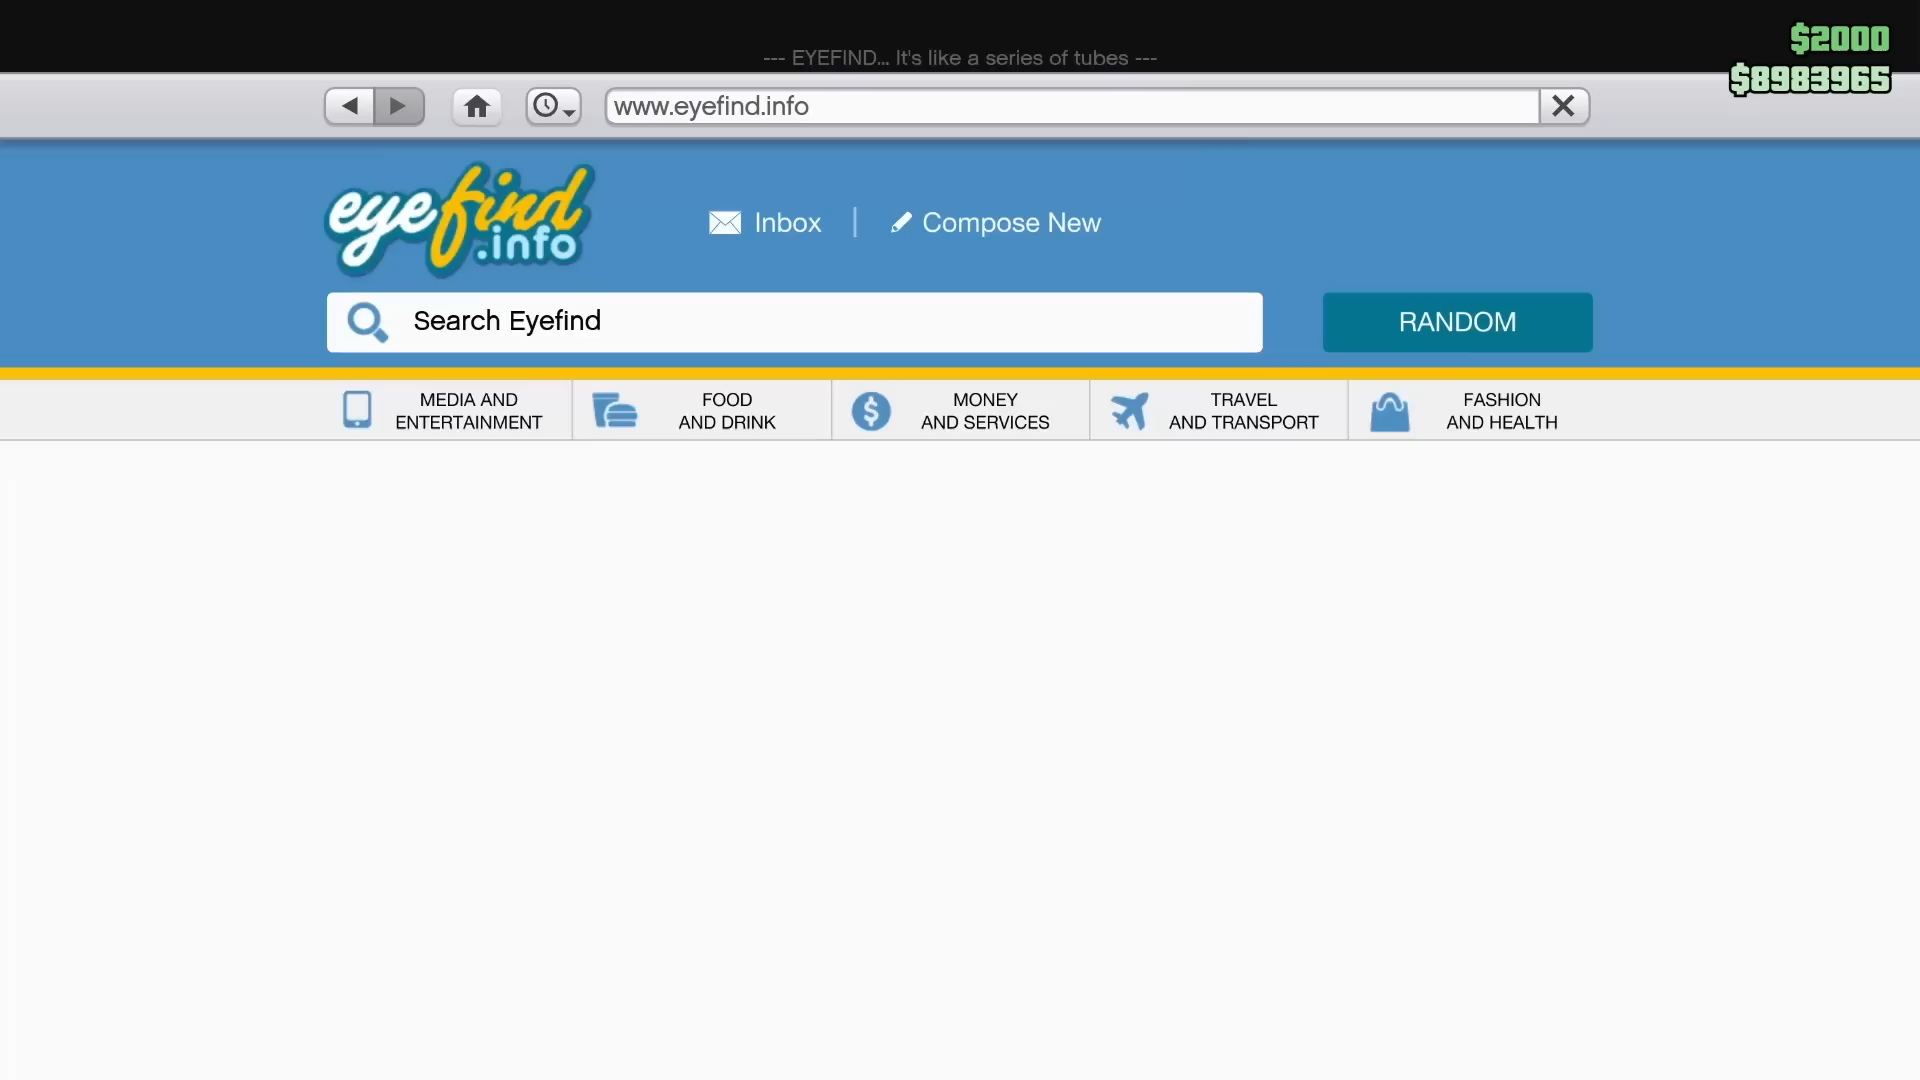 $2000
--- EYEFIND... It's like a series of tubes ---
$8983965
www.eyefind.info
eyefind
.info
Inbox
Compose New
Search Eyefind
RANDOM
MEDIA AND
ENTERTAINMENT
FOOD
AND DRINK
MONEY
AND SERVICES
TRAVEL
AND TRANSPORT
FASHION
AND HEALTH